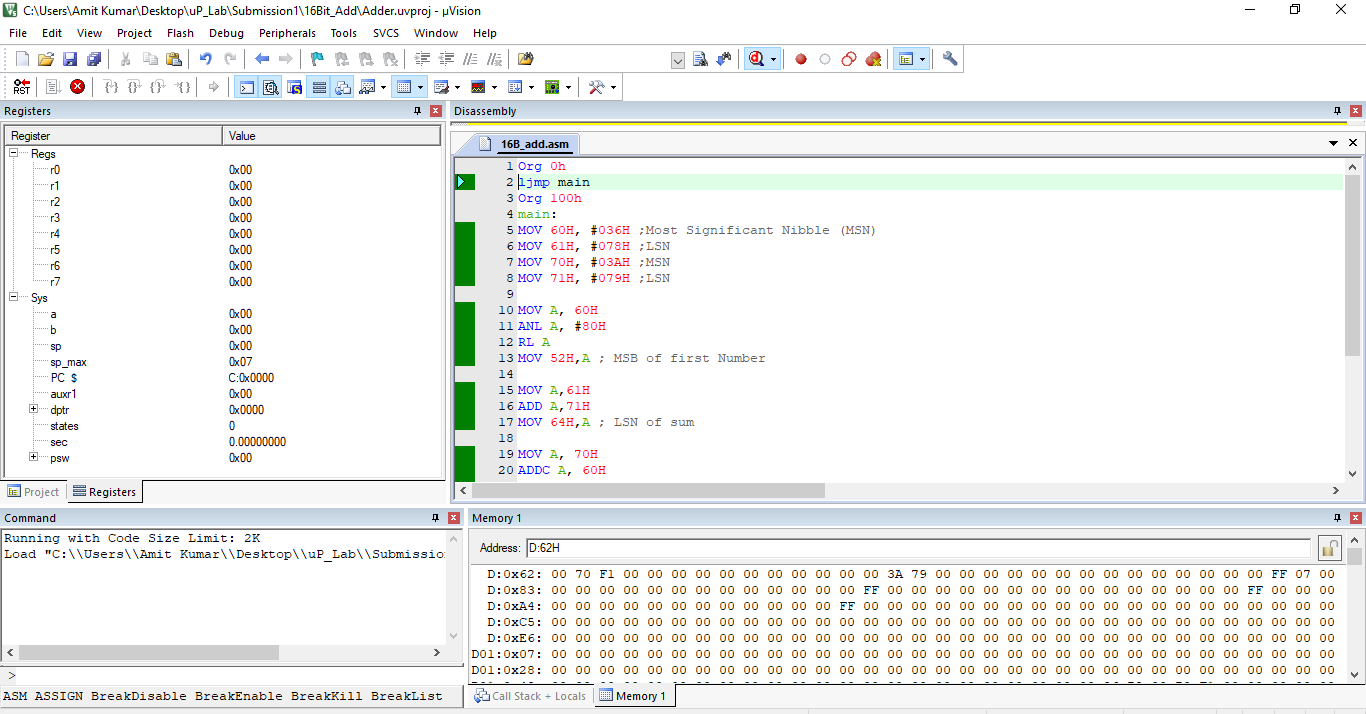 C:\Users\Amit Kumar\Desktop\uP_Lab\Submission1\16Bit_Add\Adder.uvproj - µVision
File Edit View Project Flash Debug Peripherals Tools SVCS Window Help
RST
Registers
Register Value
Regs
r0 0x00
r1 0x00
r2 0x00
r3 0x00
r4 0x00
r5 0x00
r6 0x00
r7 0x00
Sys
a 0x00
b 0x00
sp 0x00
sp_max 0x07
PC $ C:0x0000
auxr1 0x00
dptr 0x0000
states 0
sec 0.00000000
psw 0x00
Project Registers
Disassembly
16B_add.asm
1 Org 0h
2 ljmp main
3 Org 100h
4 main:
5 MOV 60H, #036H ;Most Significant Nibble (MSN)
6 MOV 61H, #078H ;LSN
7 MOV 70H, #03AH ;MSN
8 MOV 71H, #079H ;LSN
9
10 MOV A, 60H
11 ANL A, #80H
12 RL A
13 MOV 52H,A ; MSB of first Number
14
15 MOV A,61H
16 ADD A,71H
17 MOV 64H,A ; LSN of sum
18
19 MOV A, 70H
20 ADDC A, 60H
Command
Running with Code Size Limit: 2K
Load "C:\\Users\\Amit Kumar\\Desktop\\uP_Lab\\Submissio
>
ASM ASSIGN BreakDisable BreakEnable BreakKill BreakList
Memory 1
Address: D:62H
D:0x62: 00 70 F1 00 00 00 00 00 00 00 00 00 00 00 3A 79 00 00 00 00 00 00 00 00 00 00 00 00 00 00 FF 07 00
D:0x83: 00 00 00 00 00 00 00 00 00 00 00 00 00 FF 00 00 00 00 00 00 00 00 00 00 00 00 00 00 00 FF 00 00 00
D:0xA4: 00 00 00 00 00 00 00 00 00 00 00 00 FF 00 00 00 00 00 00 00 00 00 00 00 00 00 00 00 00 00 00 00 00
D:0xC5: 00 00 00 00 00 00 00 00 00 00 00 00 00 00 00 00 00 00 00 00 00 00 00 00 00 00 00 00 00 00 00 00 00
D:0xE6: 00 00 00 00 00 00 00 00 00 00 00 00 00 00 00 00 00 00 00 00 00 00 00 00 00 00 00 00 00 00 00 00 00
D01:0x07: 00 00 00 00 00 00 00 00 00 00 00 00 00 00 00 00 00 00 00 00 00 00 00 00 00 00 00 00 00 00 00 00 00
D01:0x28: 00 00 00 00 00 00 00 00 00 00 00 00 00 00 00 00 00 00 00 00 00 00 00 00 00 00 00 00 00 00 00 00 00
Call Stack + Locals Memory 1